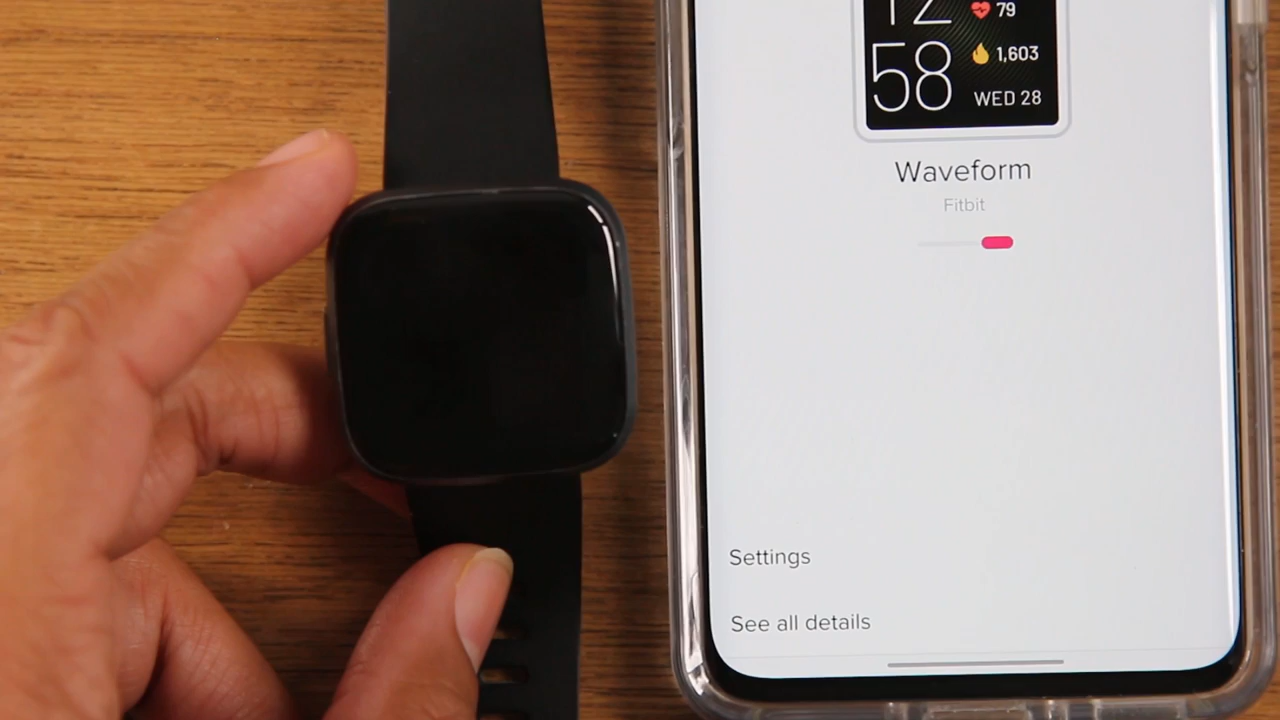 12
79
58
1,603
WED 28
Waveform
Fitbit
Settings
See all details